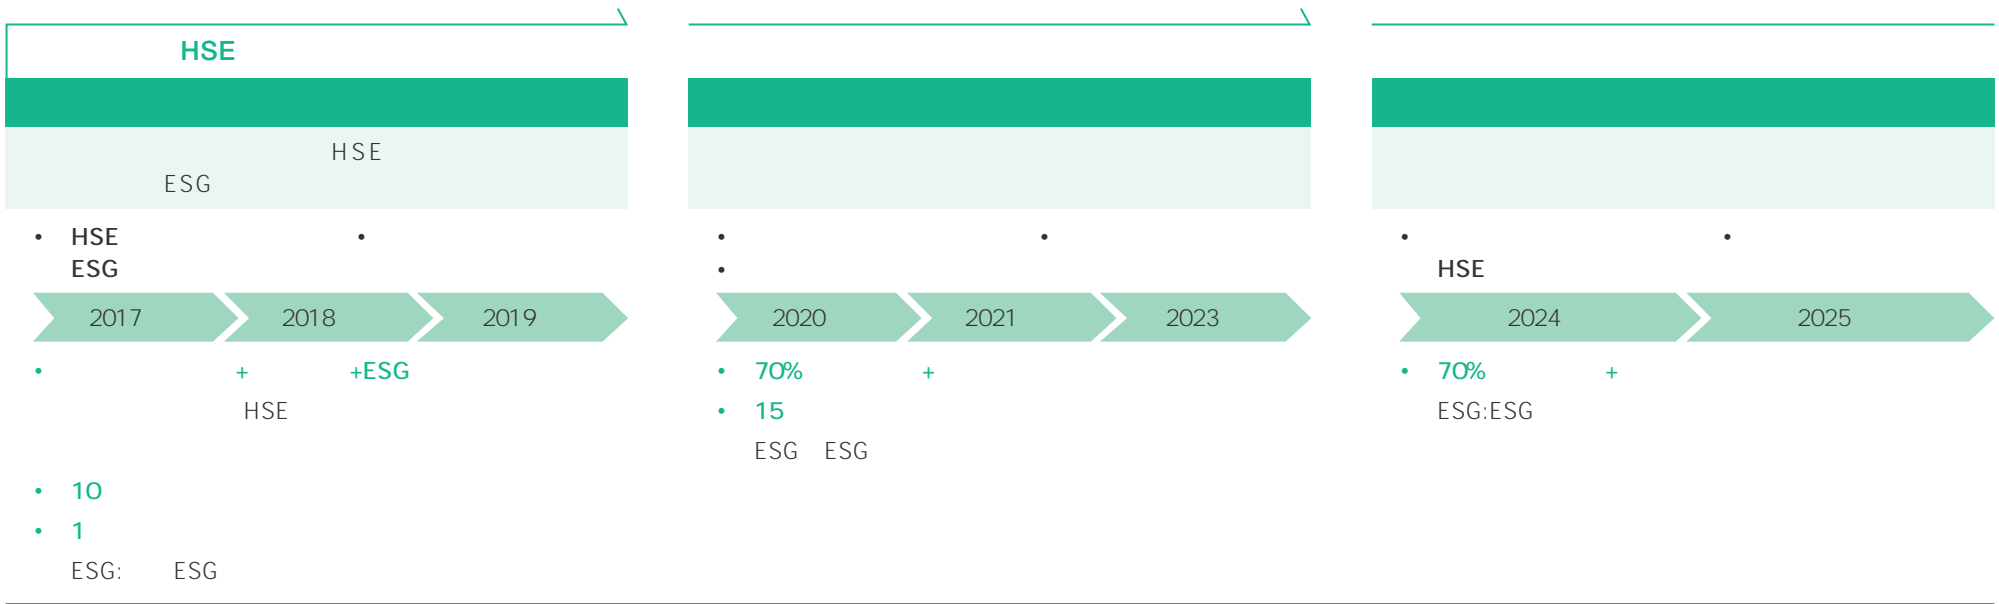 HSE
HSE
ESG
• HSE •
ESG
2017 2018 2019
• + +ESG
HSE
• 10
• 1
ESG: ESG
• •
•
2020 2021 2023
• 70% +
• 15
ESG ESG
• •
HSE
2024 2025
• 70% +
ESG:ESG